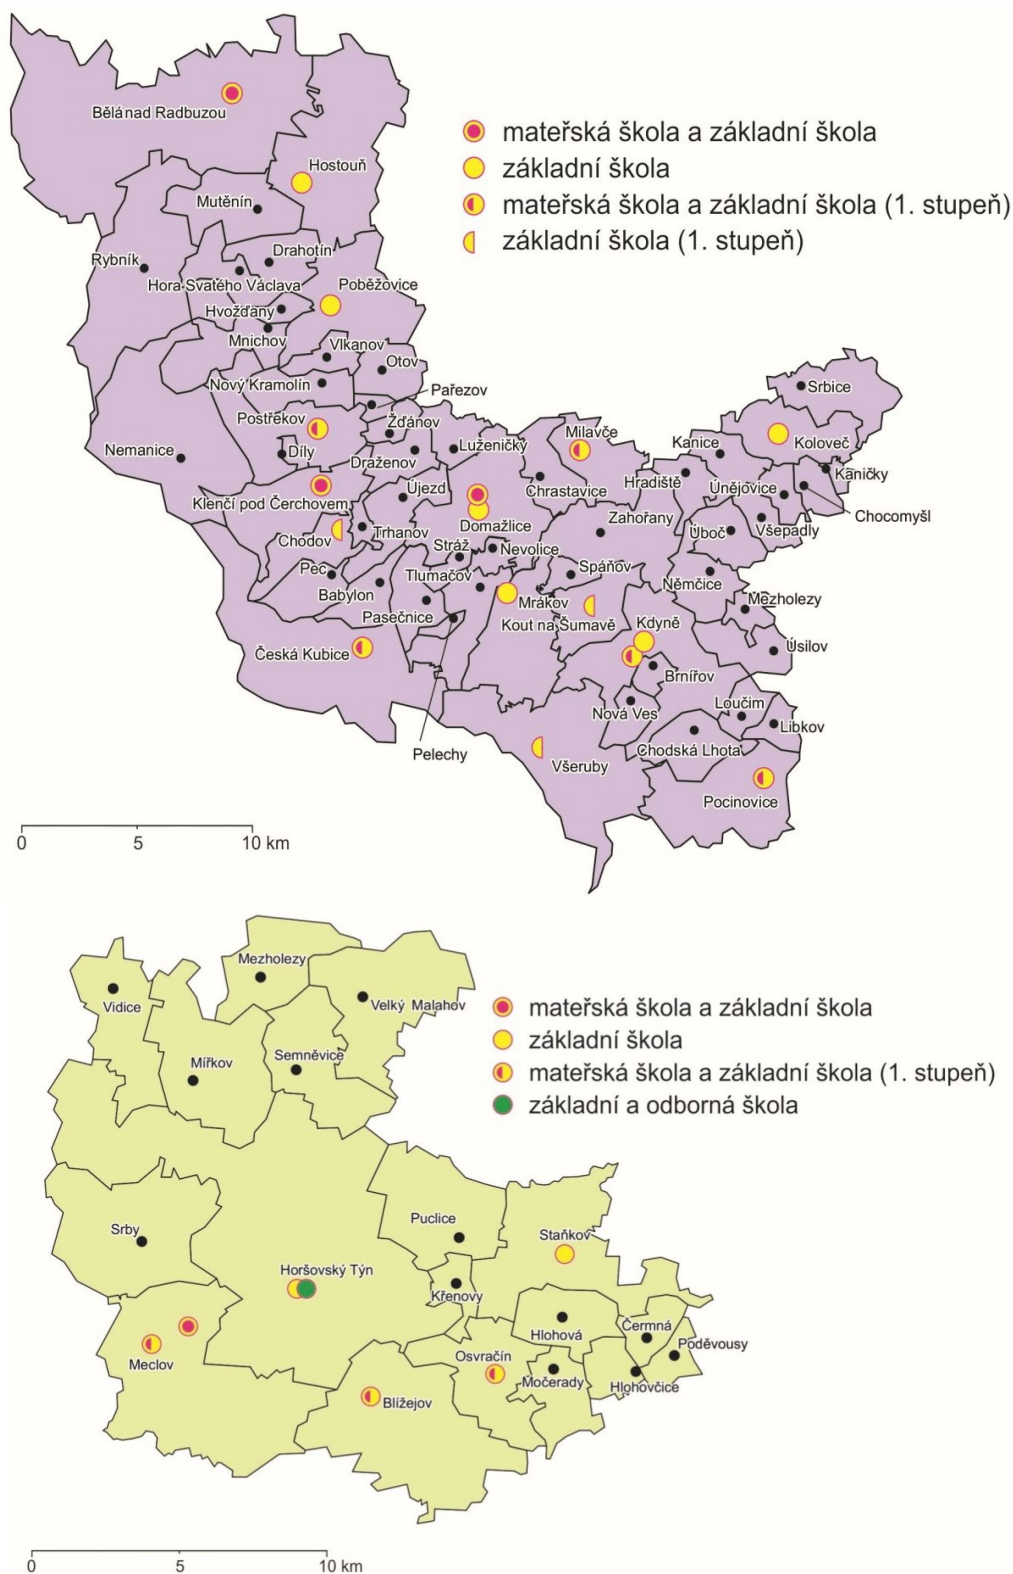 Bělá nad Radbuzou
mateřská škola a základní škola
Hostouň
základní škola
Mutěnín
mateřská škola a základní škola (1. stupeň)
základní škola (1. stupeň)
Drahotín
Rybník
Hora Svatého Václava
Poběžovice
Hvožďany
Mnichov
Vlkanov
Otov
Nový Kramolín
Pařezov
Srbice
Postřekov
Žďánov
Milavče
Kanice
Koloveč
Nemanice
Díly
Draženov
Luženičky
Kaničky
Klenčí pod Čerchovem
Újezd
Chrastavice
Hradiště
Únějovice
Chocomyšl
Domažlice
Zahořany
Úboč
Všepadly
Chodov
Trhanov
Stráž
Nevolice
Pec
Tlumačov
Spáňov
Němčice
Babylon
Mrákov
Mezholezy
Pasečnice
Kout na Šumavě
Kdyně
Česká Kubice
Úsilov
Brnířov
Nová Ves
Loučim
Libkov
Pelechy
Chodská Lhota
Všeruby
Pocinovice
0 5 10 km
Mezholezy
Vidice
Velký Malahov
mateřská škola a základní škola
základní škola
Mířkov
Semněvice
mateřská škola a základní škola (1. stupeň)
základní a odborná škola
Puclice
Srby
Staňkov
Horšovský Týn
Křenovy
Hlohová
Čermná
Poděvousy
Meclov
Osvračín
Močerady
Hlohovčice
Blížejov
0 5 10 km